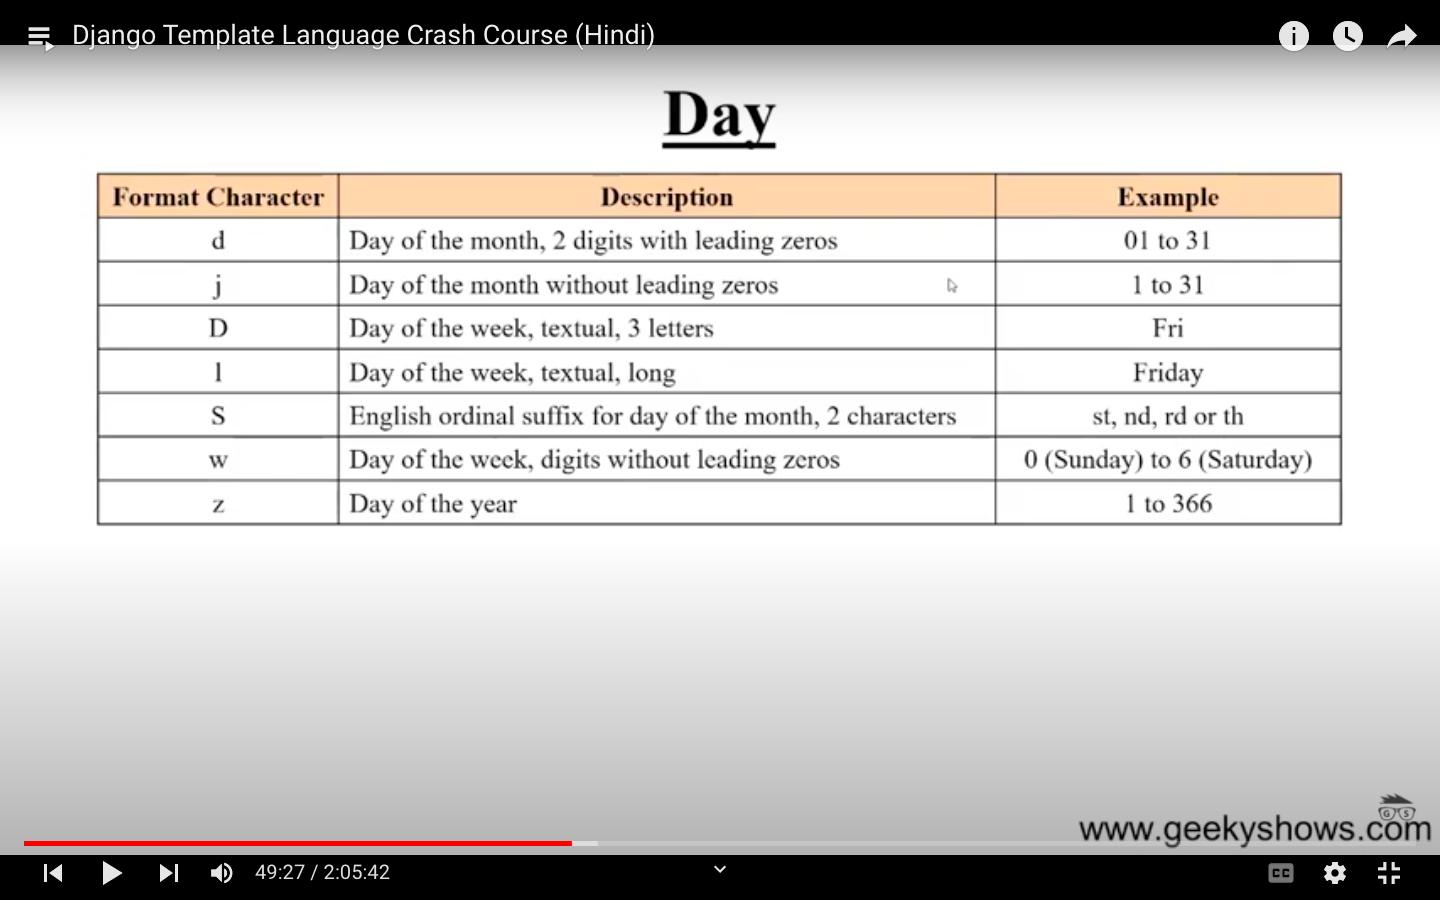 Django Template Language Crash Course (Hindi)
Day
Format Character Description Example
d Day of the month, 2 digits with leading zeros 01 to 31
j Day of the month without leading zeros 1 to 31
D Day of the week, textual, 3 letters Fri
l Day of the week, textual, long Friday
S English ordinal suffix for day of the month, 2 characters st, nd, rd or th
w Day of the week, digits without leading zeros 0 (Sunday) to 6 (Saturday)
z Day of the year 1 to 366
GS
www.geekyshows.com
49:27 / 2:05:42 CC